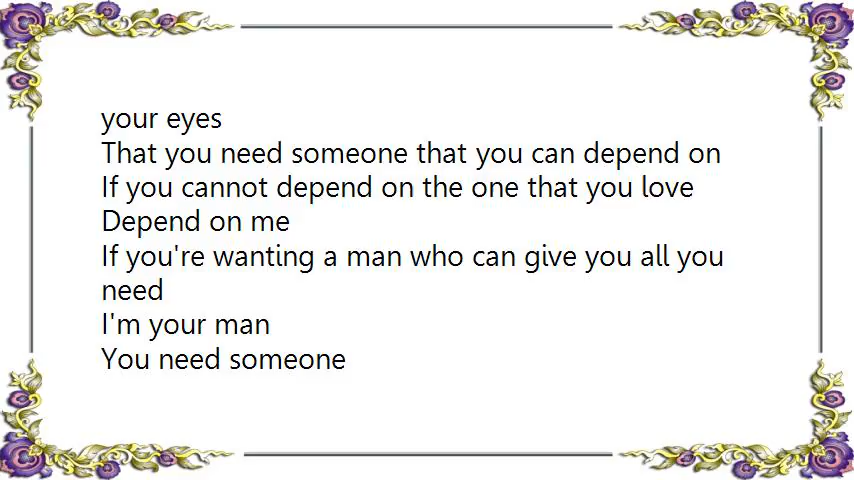 your eyes
That you need someone that you can depend on
If you cannot depend on the one that you love
Depend on me
If you're wanting a man who can give you all you
need
I'm your man
You need someone